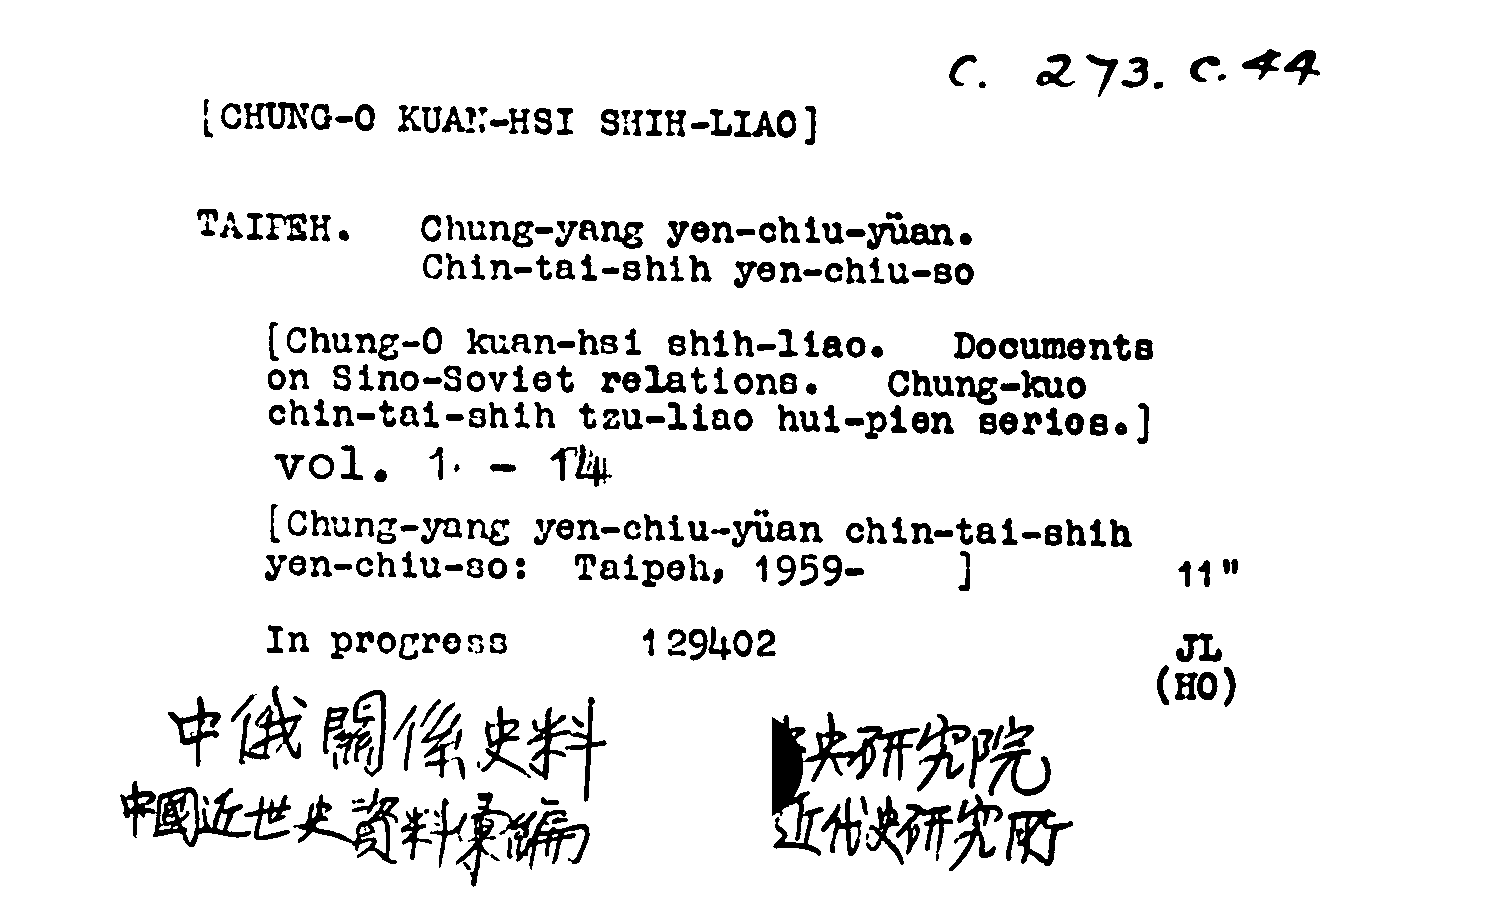 C. 273. C. 44
[CHUNG-O KUAN-HSI SHIH-LIAO]
TAIPEH. Chung-yang yen-chiu-yüan.
Chin-tai-shih yen-chiu-so
[Chung-O kuan-hsi shih-liao. Documents
on Sino-Soviet relations. Chung-kuo
chin-tai-shih tzu-liao hui-pien series.]
vol. 1 - 14
[Chung-yang yen-chiu-yüan chin-tai-shih
yen-chiu-so: Taipeh, 1959- ] 11"
In progress 129402 JL
(HO)
中俄關係史料
中國近世史資料彙編
央研究院
近代史研究所